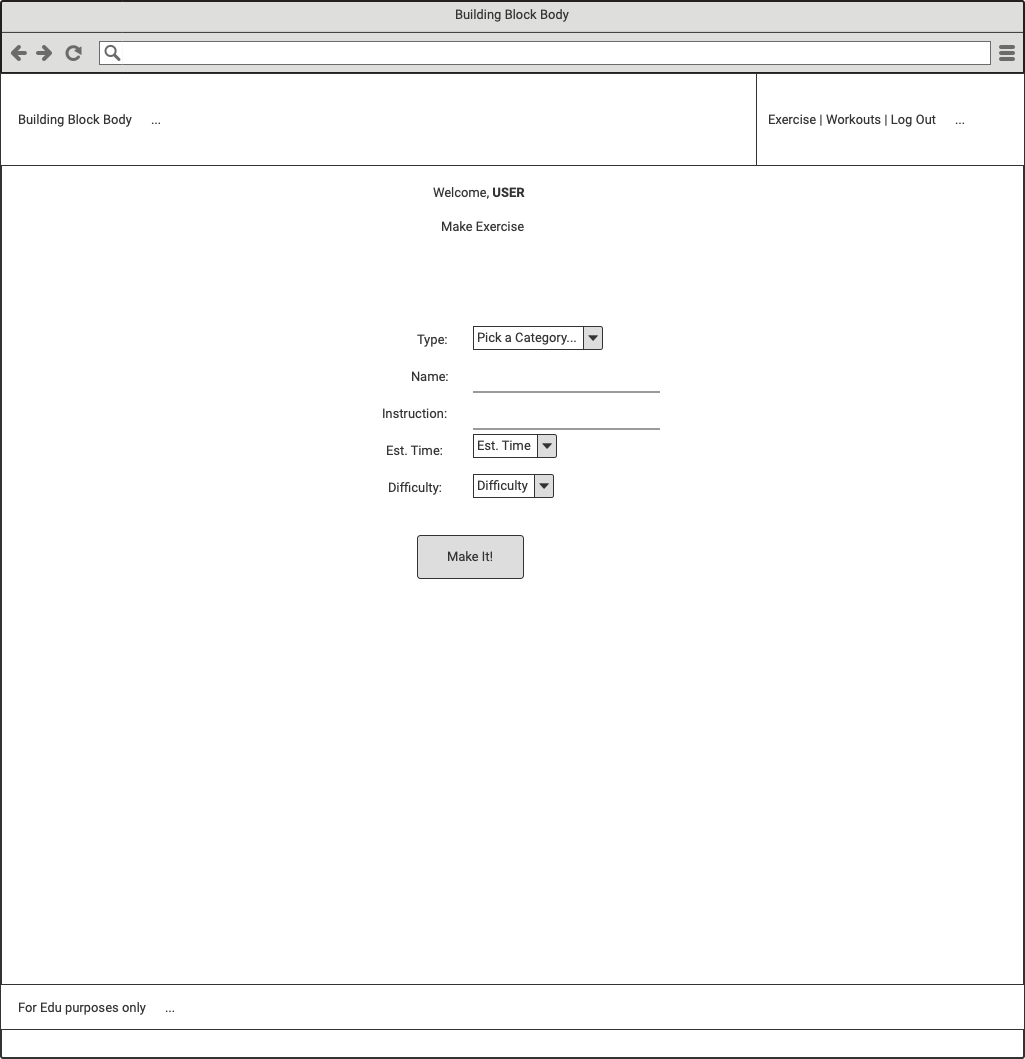 Building Block Body
Building Block Body ...
Exercise | Workouts | Log Out ...
Welcome, USER
Make Exercise
Type: Pick a Category...
Name:
Instruction:
Est. Time: Est. Time
Difficulty: Difficulty
Make It!
For Edu purposes only ...